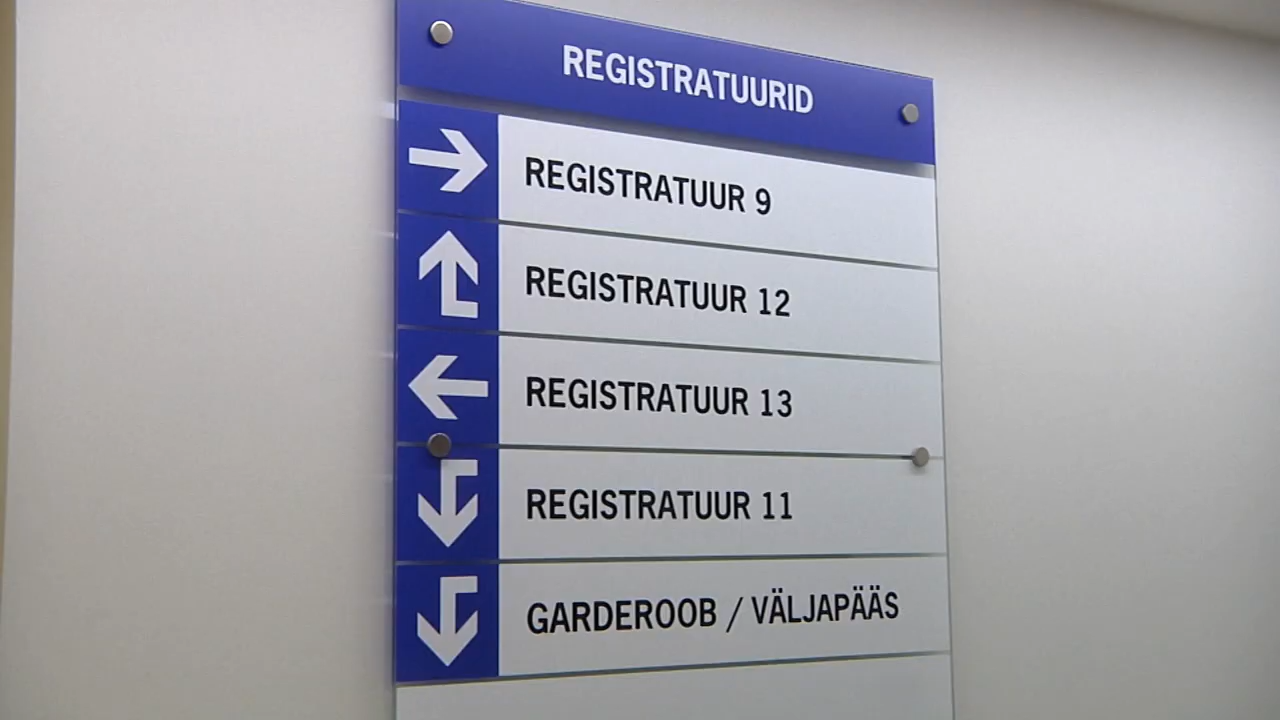 REGISTRATUURID
REGISTRATUUR 9
REGISTRATUUR 12
REGISTRATUUR 13
REGISTRATUUR 11
GARDEROOB / VÄLJAPÄÄS